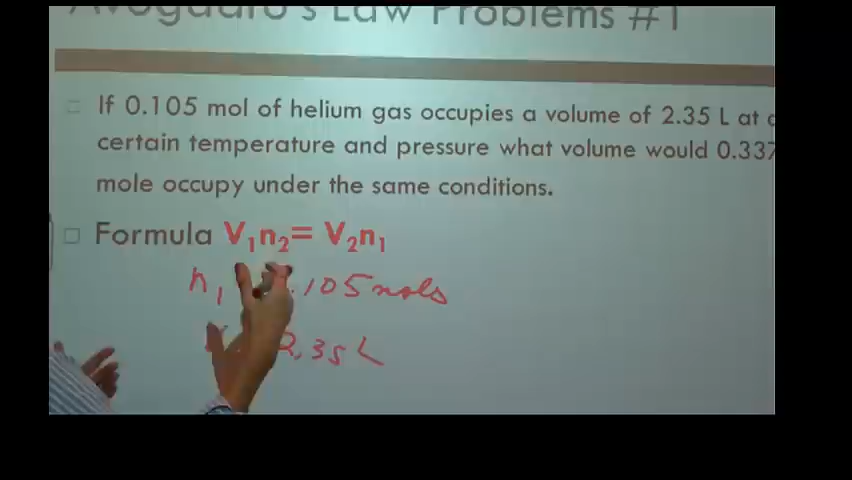 Avogadro's Law Problems #1
If 0.105 mol of helium gas occupies a volume of 2.35 L at
certain temperature and pressure what volume would 0.337
mole occupy under the same conditions.
Formula V₁n₂= V₂n₁
n₁ .105 mols
2.35 L